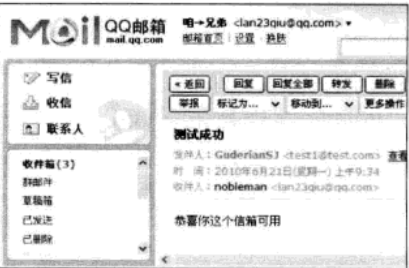 MAil QQ邮箱 mail.qq.com
咱→兄弟 <lan23qiu@qq.com>
邮箱首页 | 设置 - 换肤
写信
收信
联系人
收件箱(3)
群邮件
草稿箱
已发送
已删除
«返回 回复 回复全部 转发 删除
举报 标记为... 移动到... 更多操作
测试成功
发件人：GuderianSJ <test1@test.com> 查看
时 间：2010年6月21日(星期一) 上午9:34
收件人：nobleman <lan23qiu@qq.com>
恭喜你这个信箱可用